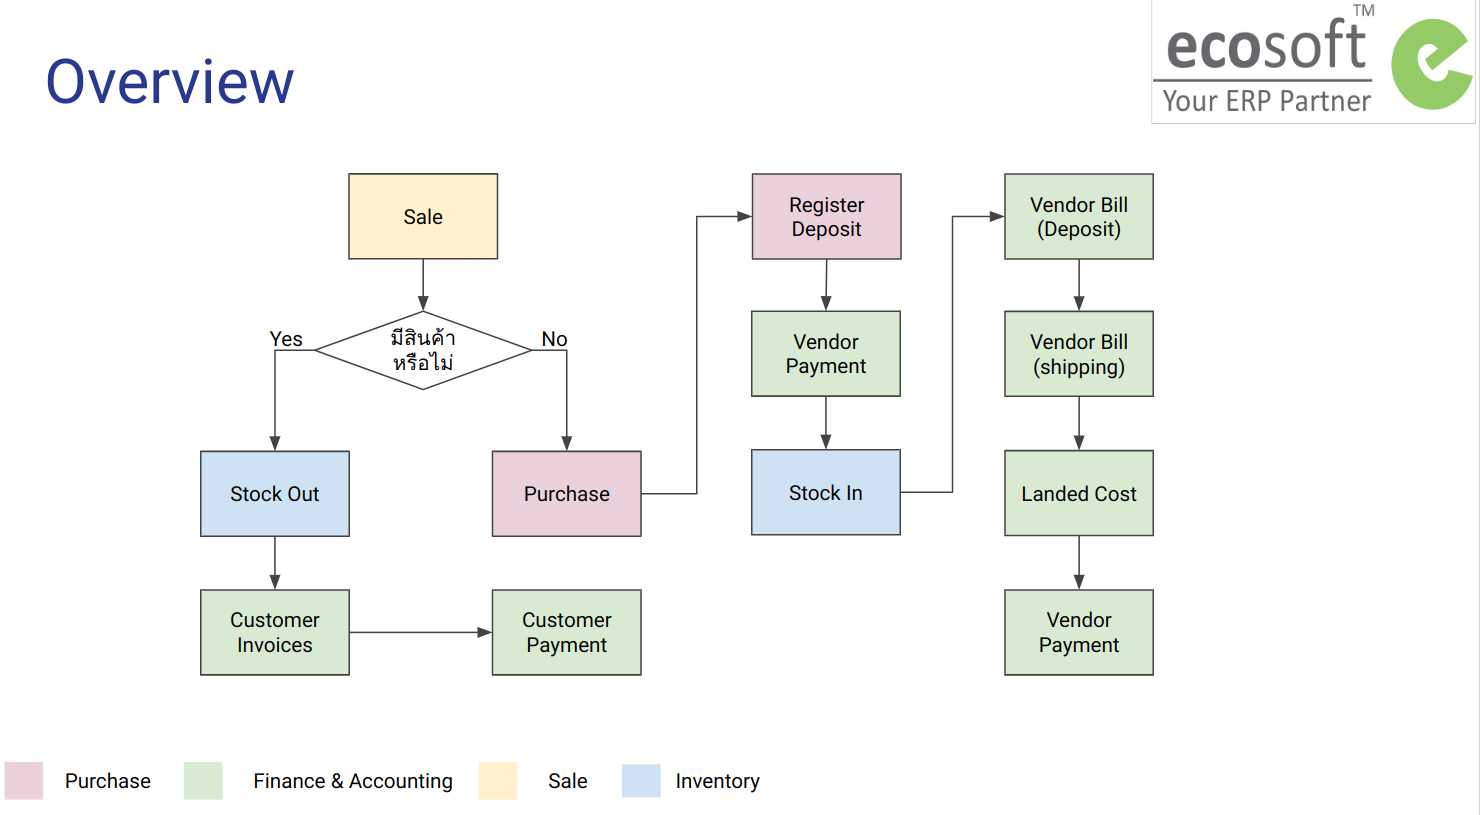 Overview
ecosoft™
Your ERP Partner
Sale
Yes
มีสินค้า
หรือไม่
No
Stock Out
Purchase
Customer
Invoices
Customer
Payment
Register
Deposit
Vendor
Payment
Stock In
Vendor Bill
(Deposit)
Vendor Bill
(shipping)
Landed Cost
Vendor
Payment
Purchase
Finance & Accounting
Sale
Inventory